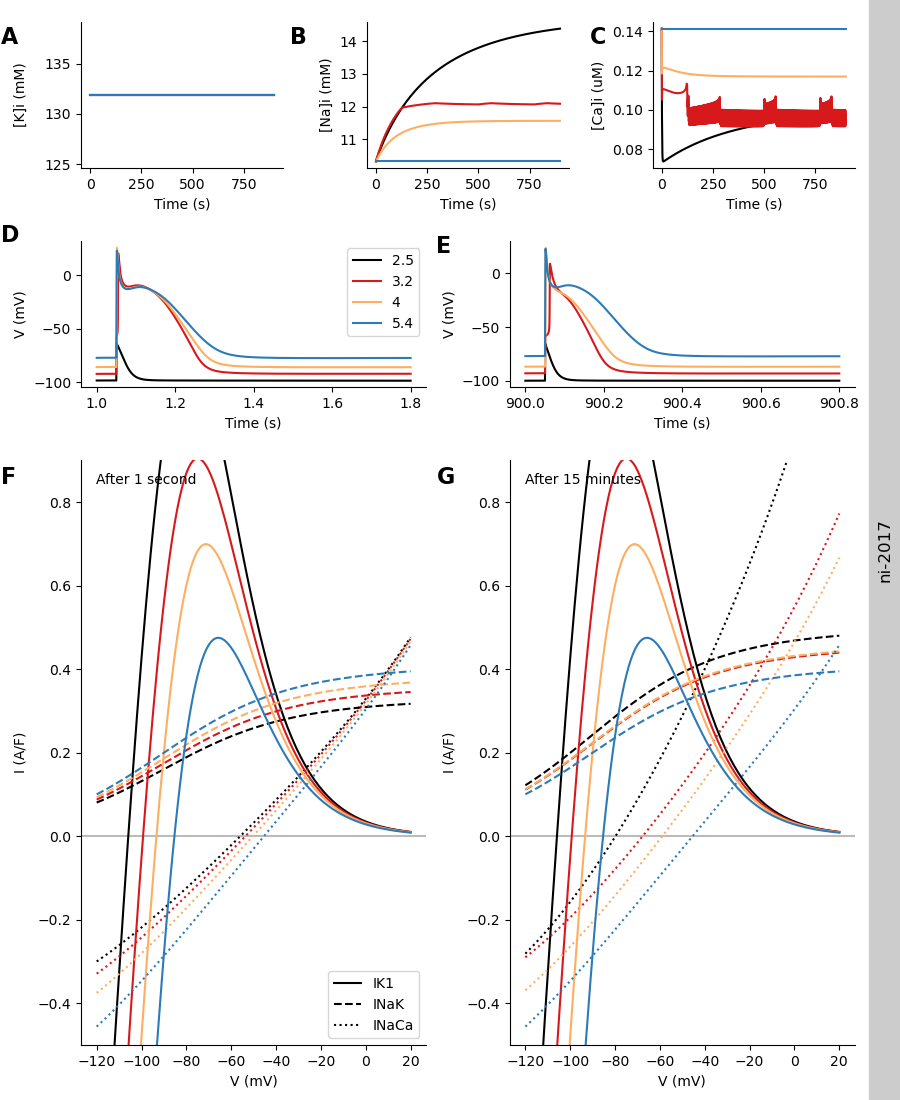 A
[K]i (mM)
135
130
125
0 250 500 750
Time (s)
B
[Na]i (mM)
14
13
12
11
0 250 500 750
Time (s)
C
[Ca]i (uM)
0.14
0.12
0.10
0.08
0 250 500 750
Time (s)
D
V (mV)
0
−50
−100
1.0 1.2 1.4 1.6 1.8
Time (s)
2.5
3.2
4
5.4
E
V (mV)
0
−50
−100
900.0 900.2 900.4 900.6 900.8
Time (s)
F
After 1 second
I (A/F)
0.8
0.6
0.4
0.2
0.0
−0.2
−0.4
−120 −100 −80 −60 −40 −20 0 20
V (mV)
IK1
INaK
INaCa
G
After 15 minutes
I (A/F)
0.8
0.6
0.4
0.2
0.0
−0.2
−0.4
−120 −100 −80 −60 −40 −20 0 20
V (mV)
ni-2017